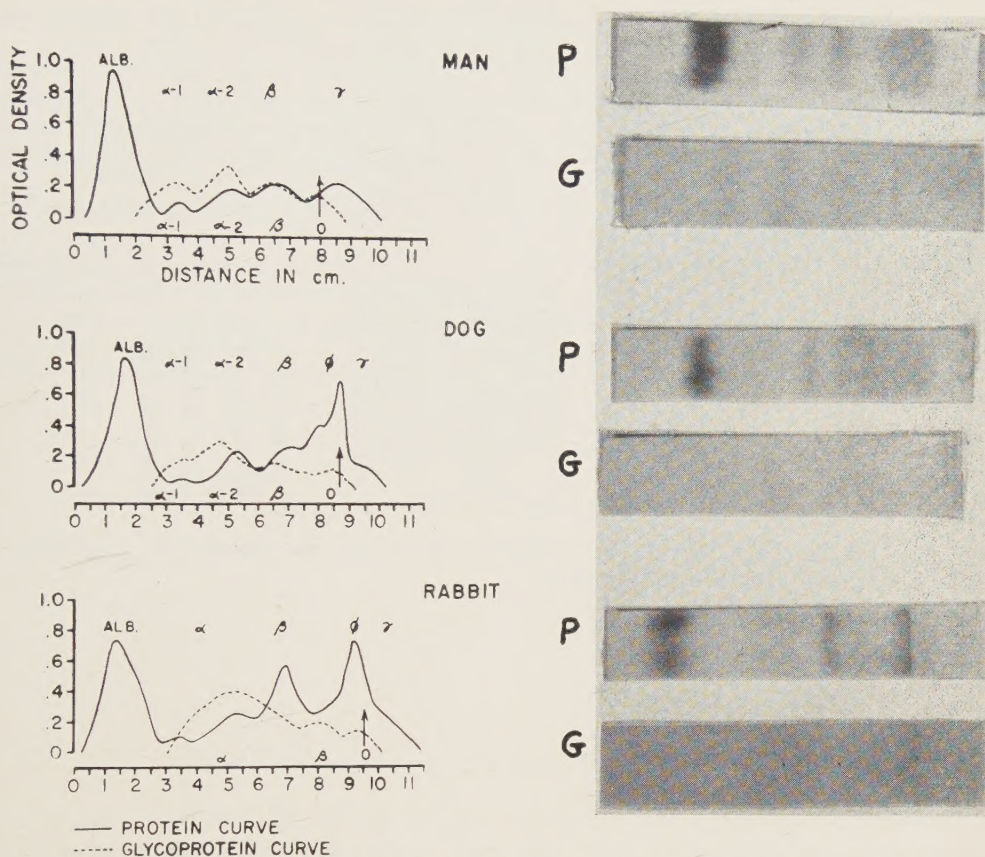 MAN
OPTICAL DENSITY
1.0
.8
.6
.4
.2
0
ALB.
α-1 α-2 β γ
α-1 α-2 β O
0 1 2 3 4 5 6 7 8 9 10 11
DISTANCE IN cm.
DOG
1.0
.8
.6
.4
.2
0
ALB.
α-1 α-2 β ϕ γ
α-1 α-2 β O
0 1 2 3 4 5 6 7 8 9 10 11
RABBIT
1.0
.8
.6
.4
.2
0
ALB. α β ϕ γ
α β O
0 1 2 3 4 5 6 7 8 9 10 11
—— PROTEIN CURVE
----- GLYCOPROTEIN CURVE
P
G
P
G
P
G